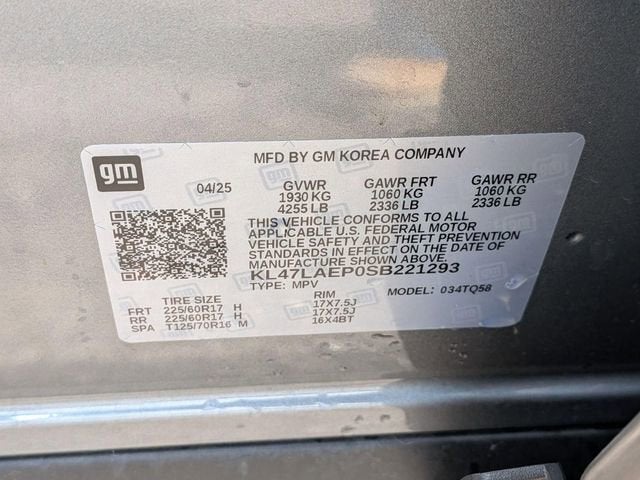 gm
MFD BY GM KOREA COMPANY
04/25 GVWR GAWR FRT GAWR RR
1930 KG 1060 KG 1060 KG
4255 LB 2336 LB 2336 LB
THIS VEHICLE CONFORMS TO ALL
APPLICABLE U.S. FEDERAL MOTOR
VEHICLE SAFETY AND THEFT PREVENTION
STANDARDS IN EFFECT ON THE DATE OF
MANUFACTURE SHOWN ABOVE.
KL47LAEP0SB221293
TYPE: MPV MODEL: 034TQ58
TIRE SIZE RIM
FRT 225/60R17 H 17X7.5J
RR 225/60R17 H 17X7.5J
SPA T125/70R16 M 16X4BT